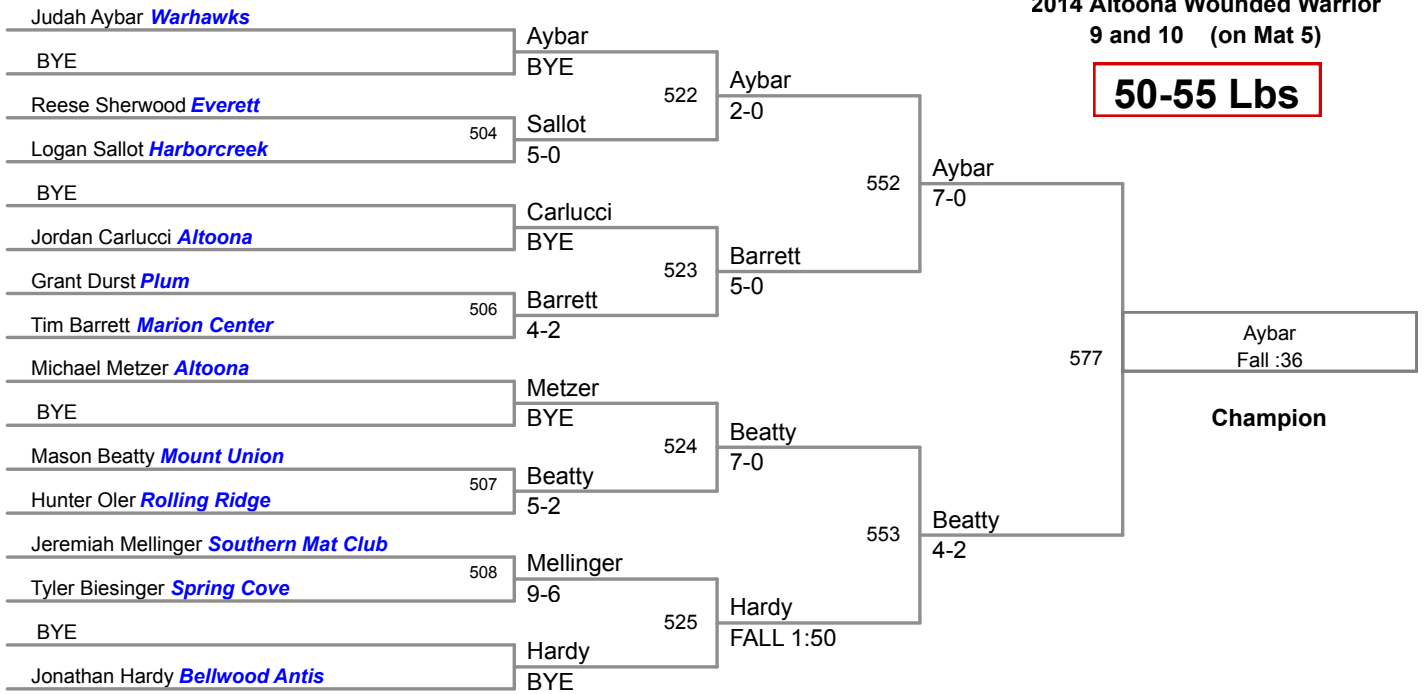 2014 Altoona Wounded Warrior
9 and 10 (on Mat 5)
50-55 Lbs
Judah Aybar Warhawks
BYE
Reese Sherwood Everett
Logan Sallot Harborcreek
BYE
Jordan Carlucci Altoona
Grant Durst Plum
Tim Barrett Marion Center
Michael Metzer Altoona
BYE
Mason Beatty Mount Union
Hunter Oler Rolling Ridge
Jeremiah Mellinger Southern Mat Club
Tyler Biesinger Spring Cove
BYE
Jonathan Hardy Bellwood Antis
504
506
507
508
Aybar
BYE
Sallot
5-0
Carlucci
BYE
Barrett
4-2
Metzer
BYE
Beatty
5-2
Mellinger
9-6
Hardy
BYE
522
523
524
525
Aybar
2-0
Barrett
5-0
Beatty
7-0
Hardy
FALL 1:50
552
553
Aybar
7-0
Beatty
4-2
577
Aybar
Fall :36
Champion